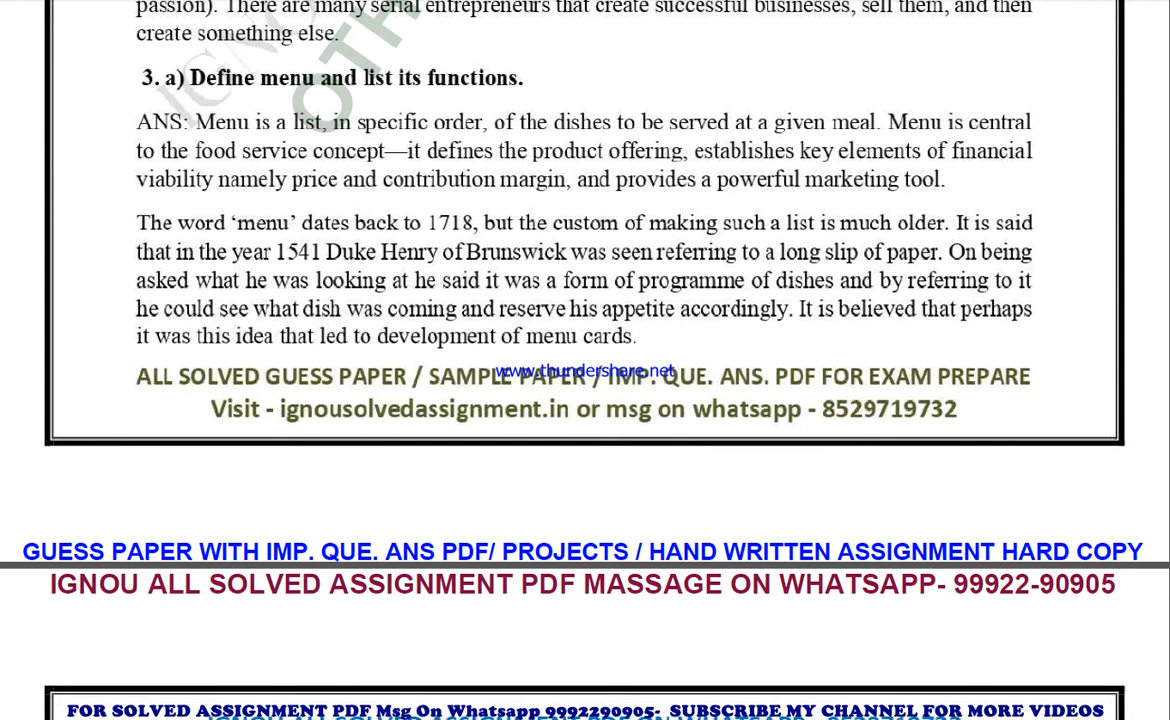 passion). There are many serial entrepreneurs that create successful businesses, sell them, and then
create something else.
3. a) Define menu and list its functions.
ANS: Menu is a list, in specific order, of the dishes to be served at a given meal. Menu is central
to the food service concept—it defines the product offering, establishes key elements of financial
viability namely price and contribution margin, and provides a powerful marketing tool.
The word ‘menu’ dates back to 1718, but the custom of making such a list is much older. It is said
that in the year 1541 Duke Henry of Brunswick was seen referring to a long slip of paper. On being
asked what he was looking at he said it was a form of programme of dishes and by referring to it
he could see what dish was coming and reserve his appetite accordingly. It is believed that perhaps
it was this idea that led to development of menu cards.
www.thundershare.net
ALL SOLVED GUESS PAPER / SAMPLE PAPER / IMP. QUE. ANS. PDF FOR EXAM PREPARE
Visit - ignousolvedassignment.in or msg on whatsapp - 8529719732
GUESS PAPER WITH IMP. QUE. ANS PDF/ PROJECTS / HAND WRITTEN ASSIGNMENT HARD COPY
IGNOU ALL SOLVED ASSIGNMENT PDF MASSAGE ON WHATSAPP- 99922-90905
FOR SOLVED ASSIGNMENT PDF Msg On Whatsapp 9992290905- SUBSCRIBE MY CHANNEL FOR MORE VIDEOS